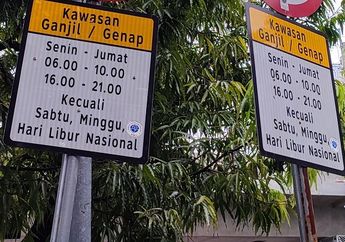 Kawasan
Ganjil / Genap
Senin - Jumat
06.00 - 10.00
16.00 - 21.00
Kecuali
Sabtu, Minggu,
Hari Libur Nasional
Kawasan
Ganjil / Genap
Senin - Jumat
06.00 - 10.00
16.00 - 21.00
Kecuali
Sabtu, Minggu
Hari Libur Nasional